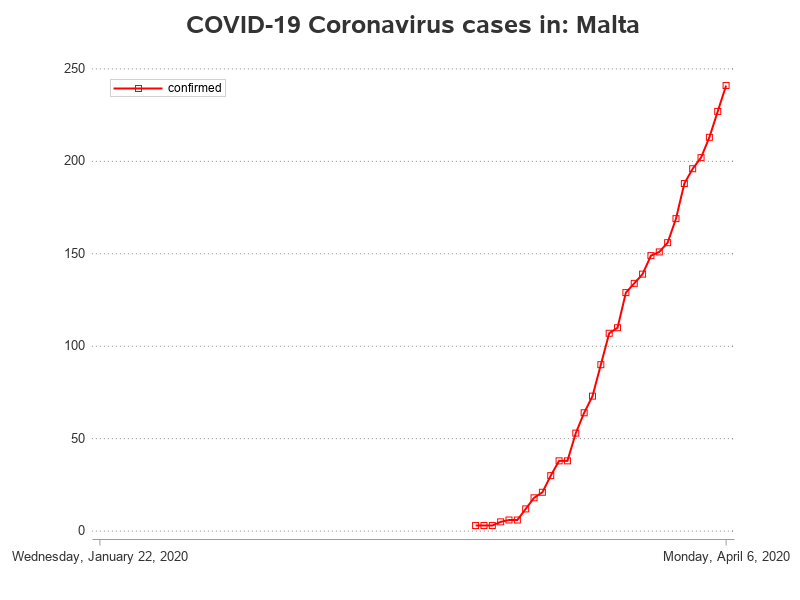 COVID-19 Coronavirus cases in: Malta
250
confirmed
200
150
100
50
0
Wednesday, January 22, 2020
Monday, April 6, 2020